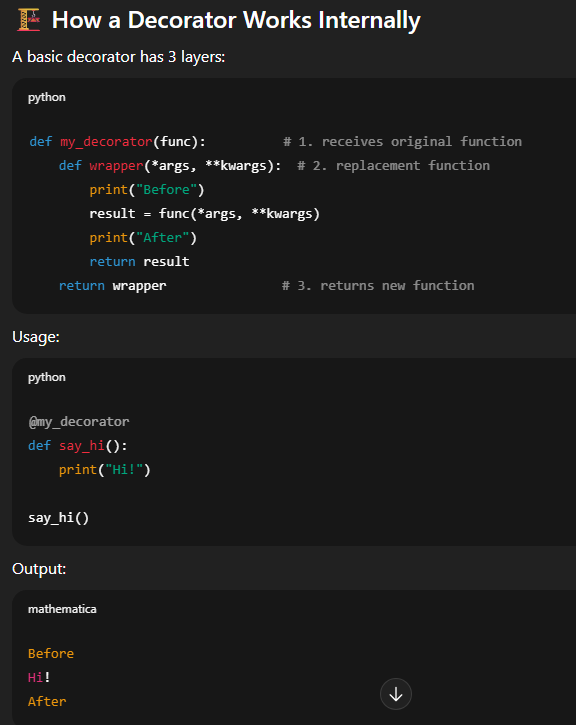 How a Decorator Works Internally
A basic decorator has 3 layers:
python
def my_decorator(func):          # 1. receives original function
    def wrapper(*args, **kwargs):  # 2. replacement function
        print("Before")
        result = func(*args, **kwargs)
        print("After")
        return result
    return wrapper               # 3. returns new function
Usage:
python
@my_decorator
def say_hi():
    print("Hi!")
say_hi()
Output:
mathematica
Before
Hi!
After